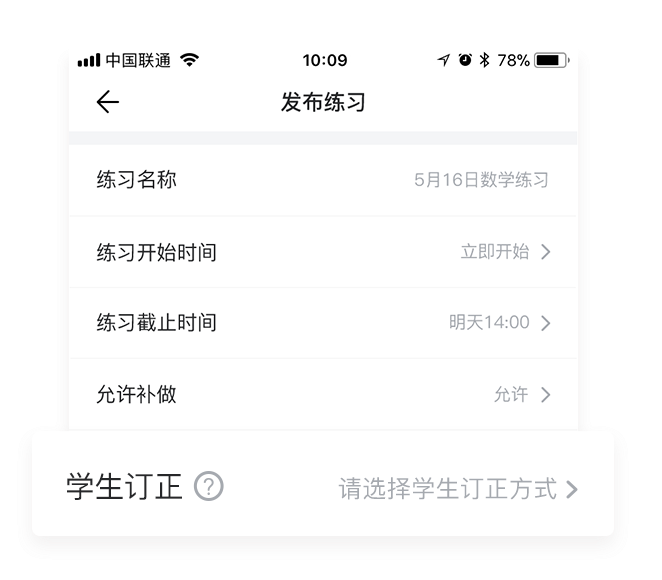 中国联通 10:09 78%
发布练习
练习名称 5月16日数学练习
练习开始时间 立即开始
练习截止时间 明天14:00
允许补做 允许
学生订正 ? 请选择学生订正方式